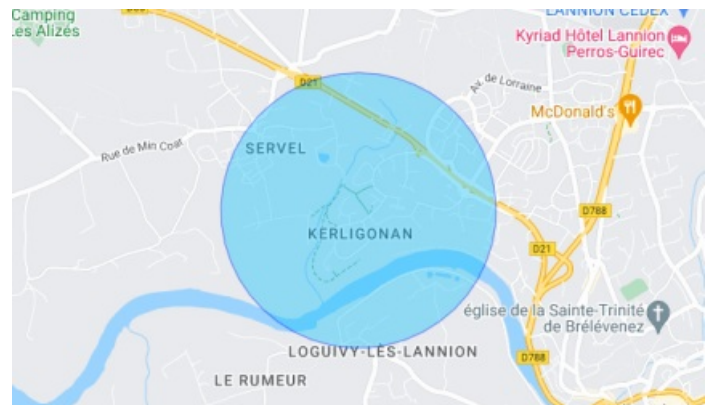 Camping
Les Alizés
LANNION CEDEX
Kyriad Hôtel Lannion
Perros-Guirec
D21
Av. de Lorraine
McDonald's
Rue de Min Coat
SERVEL
D788
KERLIGONAN
D21
église de la Sainte-Trinité
de Brélévenez
LOGUIVY-LÈS-LANNION
D788
LE RUMEUR